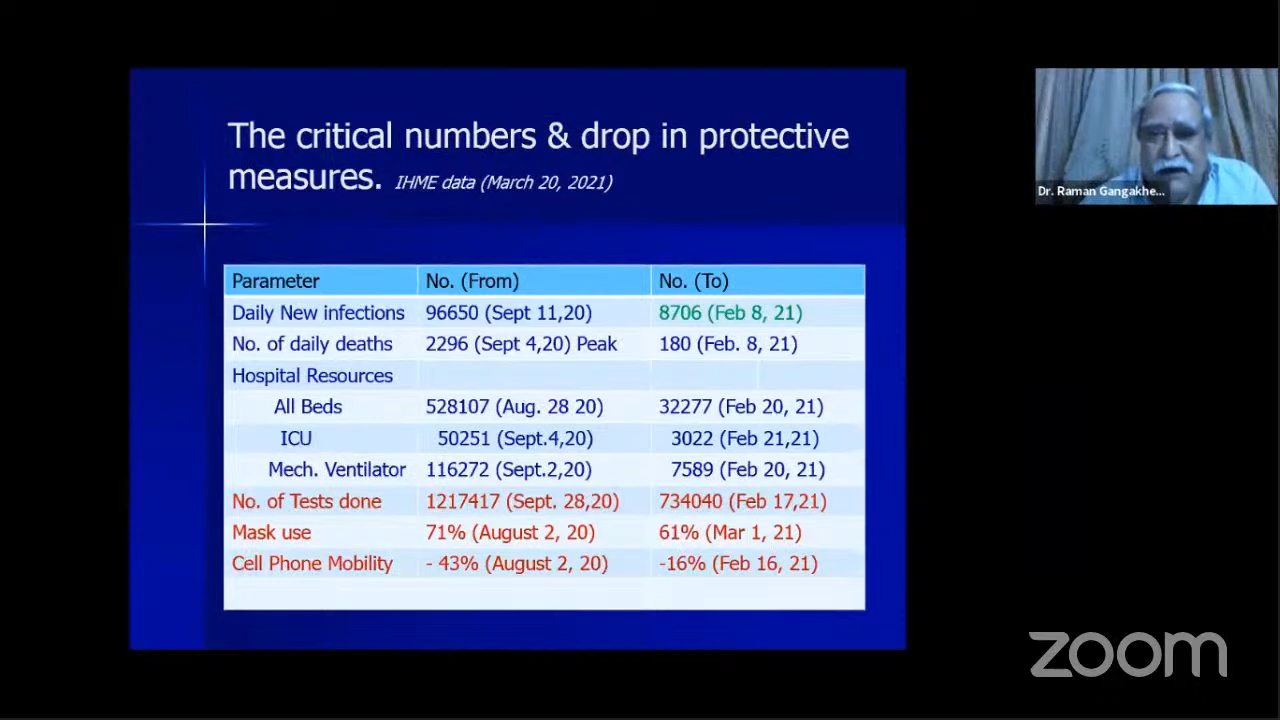 The critical numbers & drop in protective
measures. IHME data (March 20, 2021)
Parameter No. (From) No. (To)
Daily New infections 96650 (Sept 11,20) 8706 (Feb 8, 21)
No. of daily deaths 2296 (Sept 4,20) Peak 180 (Feb. 8, 21)
Hospital Resources
All Beds 528107 (Aug. 28 20) 32277 (Feb 20, 21)
ICU 50251 (Sept.4,20) 3022 (Feb 21,21)
Mech. Ventilator 116272 (Sept.2,20) 7589 (Feb 20, 21)
No. of Tests done 1217417 (Sept. 28,20) 734040 (Feb 17,21)
Mask use 71% (August 2, 20) 61% (Mar 1, 21)
Cell Phone Mobility - 43% (August 2, 20) -16% (Feb 16, 21)
Dr. Raman Gangakhe...
zoom